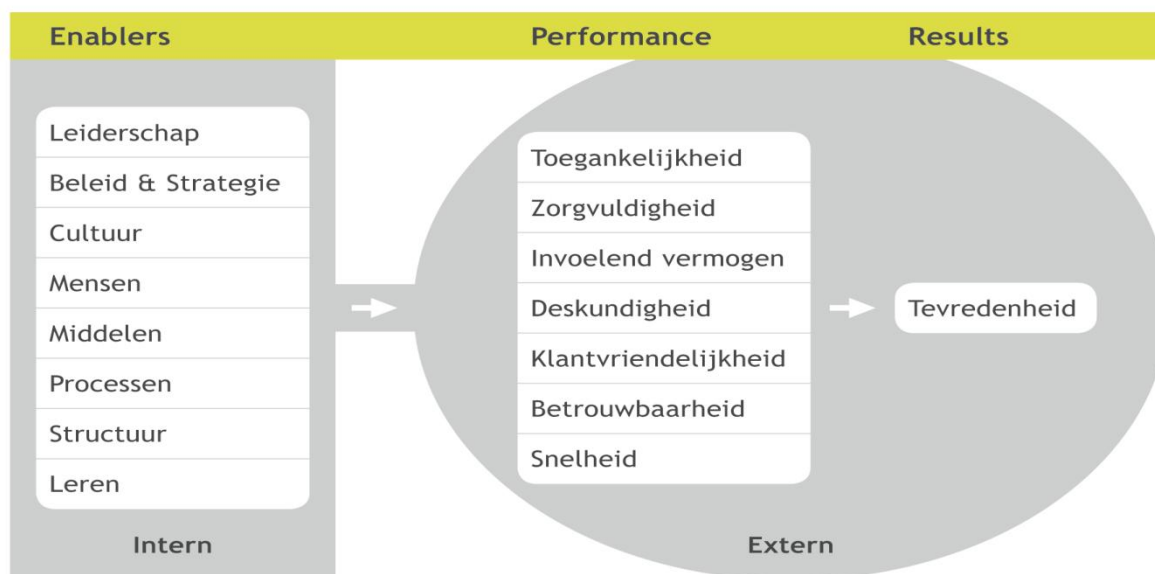 Enablers
Performance
Results
Leiderschap
Beleid & Strategie
Cultuur
Mensen
Middelen
Processen
Structuur
Leren
Intern
Toegankelijkheid
Zorgvuldigheid
Invoelend vermogen
Deskundigheid
Klantvriendelijkheid
Betrouwbaarheid
Snelheid
Tevredenheid
Extern